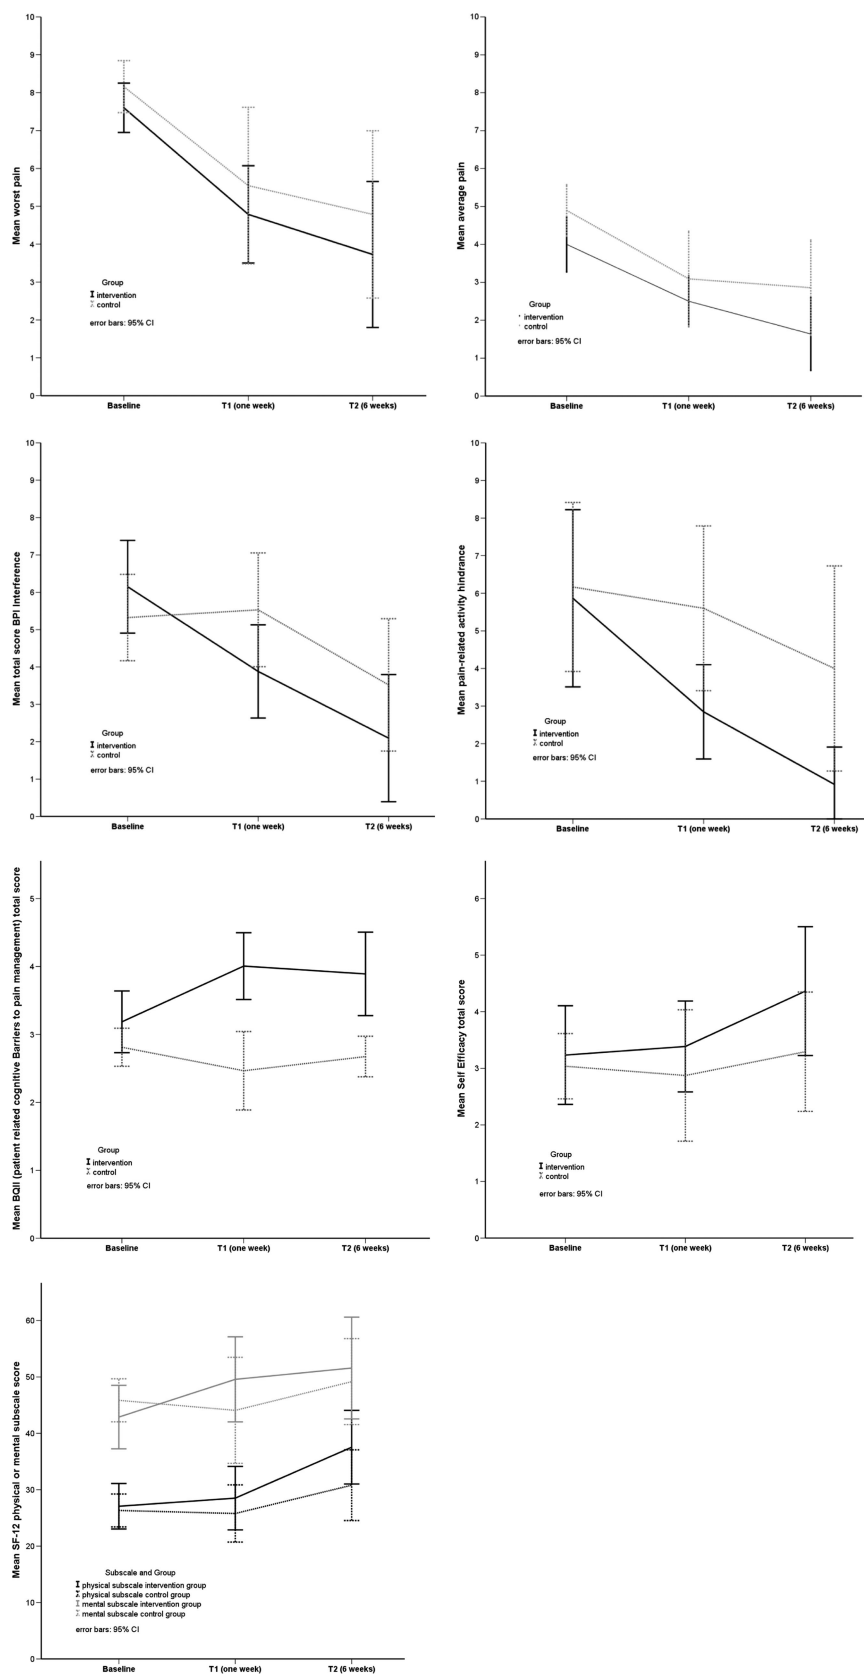 10
9
8
7
6
5
4
3
2
1
0
Mean worst pain
Group
intervention
control
error bars: 95% CI
Baseline
T1 (one week)
T2 (6 weeks)
10
9
8
7
6
5
4
3
2
1
0
Mean average pain
Group
intervention
control
error bars: 95% CI
Baseline
T1 (one week)
T2 (6 weeks)
10
9
8
7
6
5
4
3
2
1
0
Mean total score BPI Interference
Group
intervention
control
error bars: 95% CI
Baseline
T1 (one week)
T2 (6 weeks)
10
9
8
7
6
5
4
3
2
1
0
Mean pain-related activity hindrance
Group
intervention
control
error bars: 95% CI
Baseline
T1 (one week)
T2 (6 weeks)
5
4
3
2
1
0
Mean BQII (patient related cognitive Barriers to pain management) total score
Group
intervention
control
error bars: 95% CI
Baseline
T1 (one week)
T2 (6 weeks)
6
5
4
3
2
1
0
Mean Self Efficacy total score
Group
intervention
control
error bars: 95% CI
Baseline
T1 (one week)
T2 (6 weeks)
60
50
40
30
20
10
0
Mean SF-12 physical or mental subscale score
Subscale and Group
physical subscale intervention group
physical subscale control group
mental subscale intervention group
mental subscale control group
error bars: 95% CI
Baseline
T1 (one week)
T2 (6 weeks)